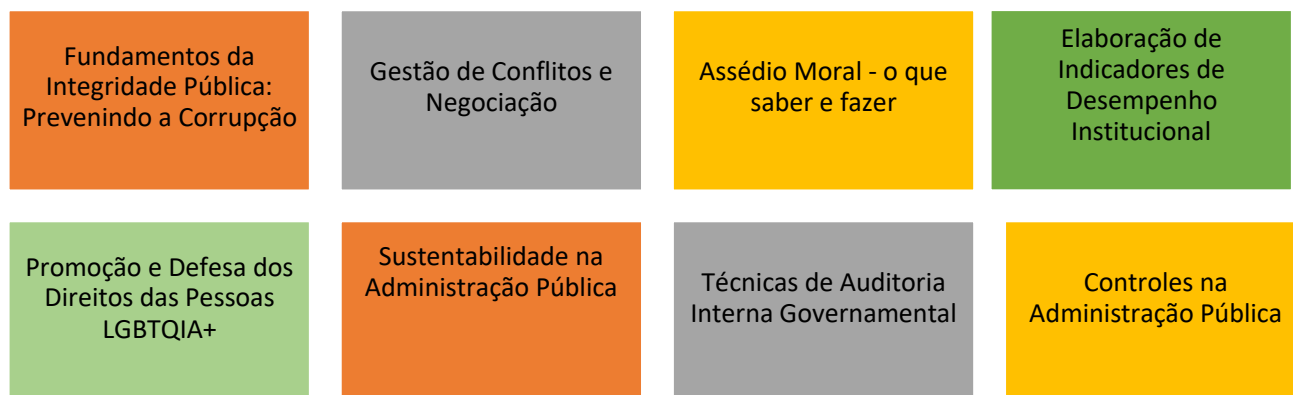 Fundamentos da
Integridade Pública:
Prevenindo a Corrupção
Gestão de Conflitos e
Negociação
Assédio Moral - o que
saber e fazer
Elaboração de
Indicadores de
Desempenho
Institucional
Promoção e Defesa dos
Direitos das Pessoas
LGBTQIA+
Sustentabilidade na
Administração Pública
Técnicas de Auditoria
Interna Governamental
Controles na
Administração Pública